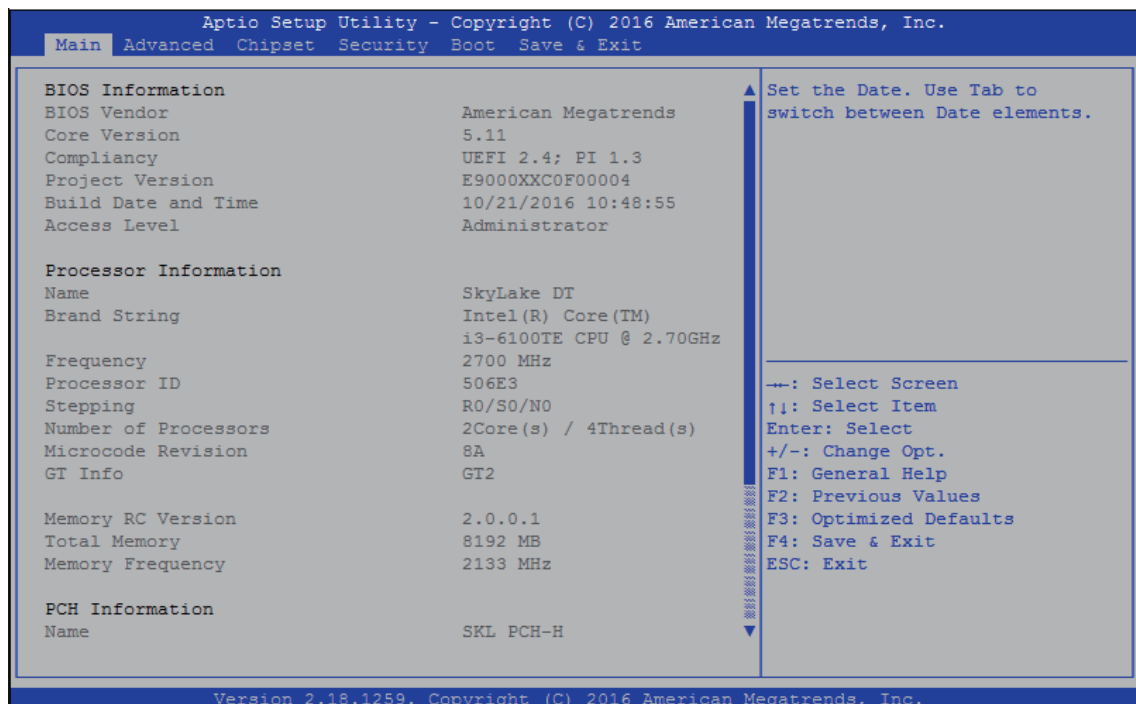 Aptio Setup Utility - Copyright (C) 2016 American Megatrends, Inc.
Main Advanced Chipset Security Boot Save & Exit
BIOS Information
BIOS Vendor American Megatrends
Core Version 5.11
Compliancy UEFI 2.4; PI 1.3
Project Version E9000XXC0F00004
Build Date and Time 10/21/2016 10:48:55
Access Level Administrator
Processor Information
Name SkyLake DT
Brand String Intel(R) Core(TM)
i3-6100TE CPU @ 2.70GHz
Frequency 2700 MHz
Processor ID 506E3
Stepping R0/S0/N0
Number of Processors 2Core(s) / 4Thread(s)
Microcode Revision 8A
GT Info GT2
Memory RC Version 2.0.0.1
Total Memory 8192 MB
Memory Frequency 2133 MHz
PCH Information
Name SKL PCH-H
Set the Date. Use Tab to
switch between Date elements.
→←: Select Screen
↑↓: Select Item
Enter: Select
+/-: Change Opt.
F1: General Help
F2: Previous Values
F3: Optimized Defaults
F4: Save & Exit
ESC: Exit
Version 2.18.1259. Copyright (C) 2016 American Megatrends, Inc.